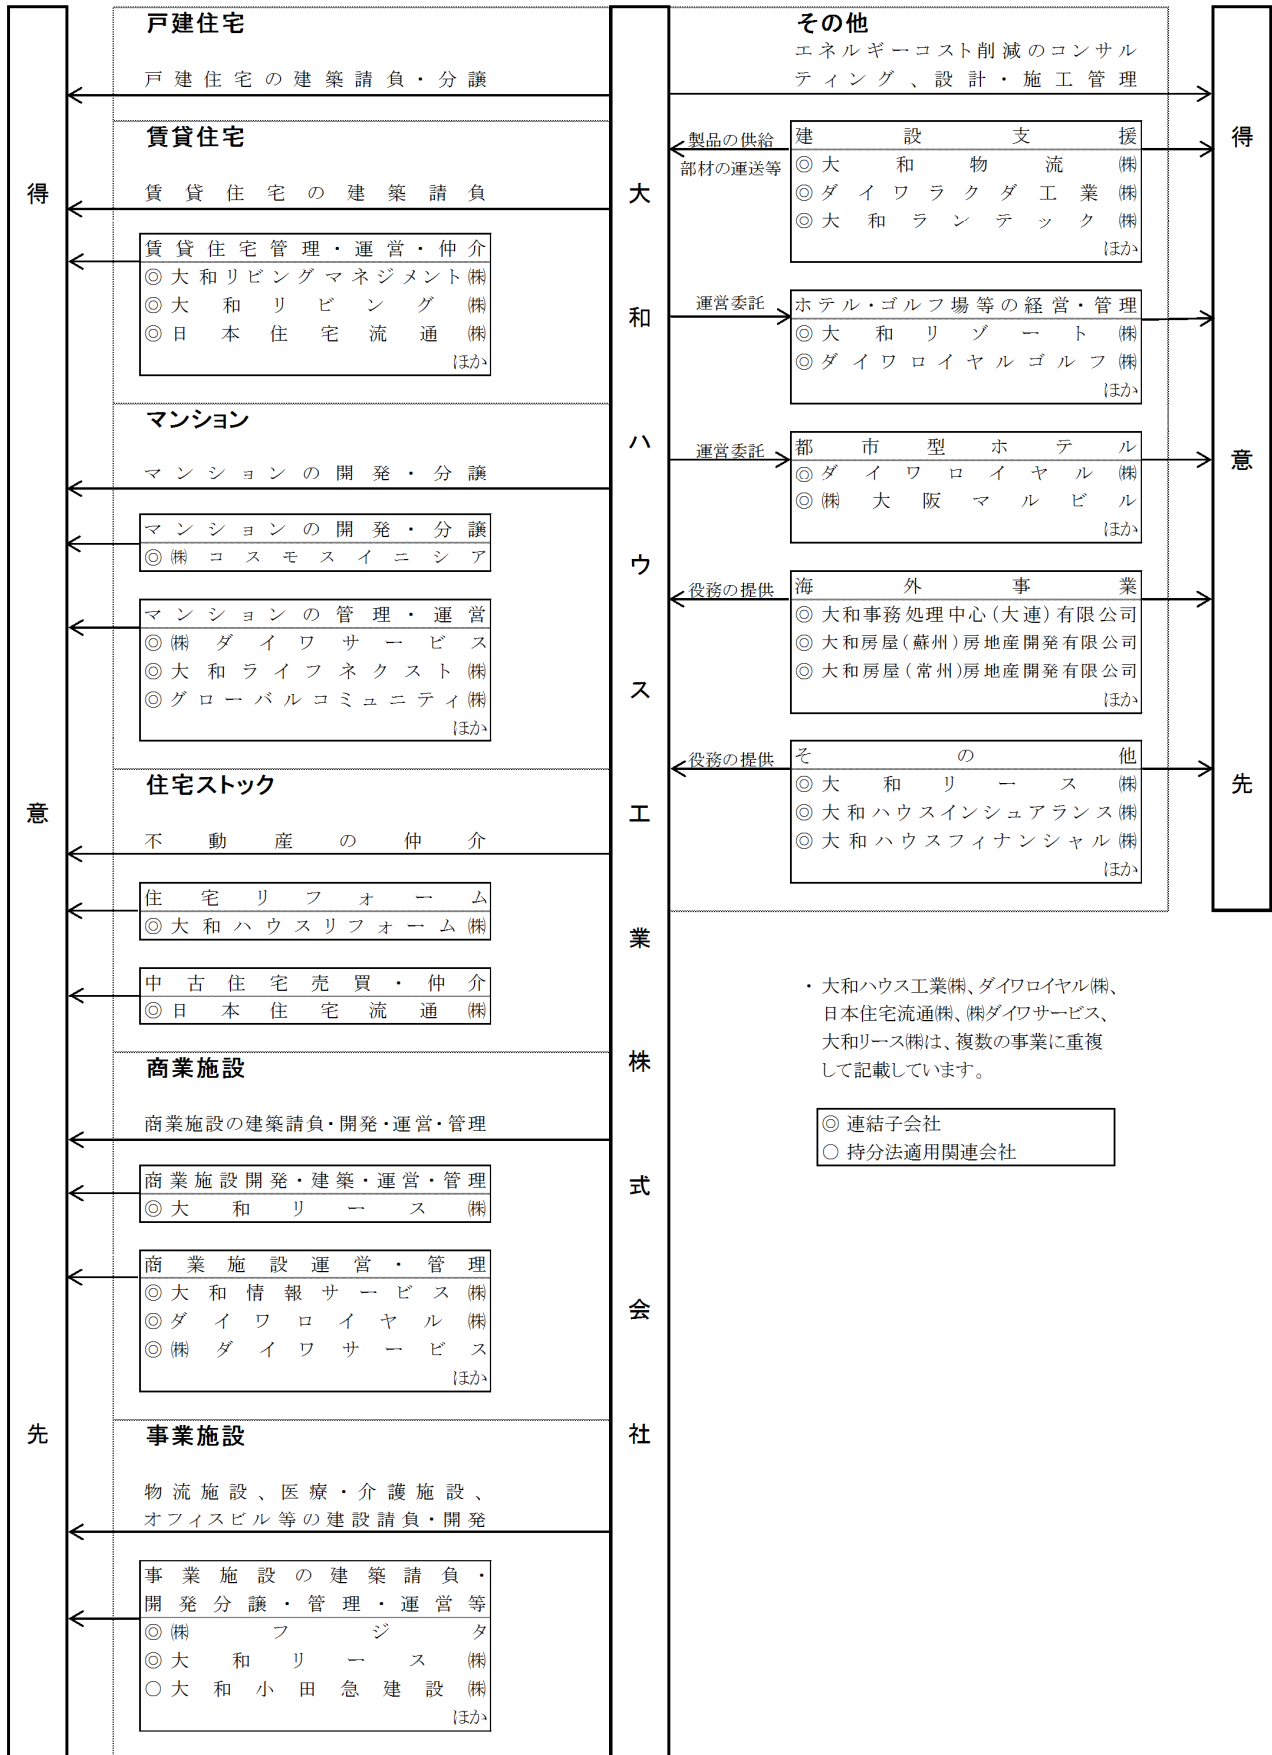 得意先
戸建住宅
戸建住宅の建築請負・分譲
賃貸住宅
賃貸住宅の建築請負
賃貸住宅管理・運営・仲介
◎大和リビングマネジメント㈱
◎大和リビング㈱
◎日本住宅流通㈱
ほか
マンション
マンションの開発・分譲
マンションの開発・分譲
◎㈱コスモスイニシア
マンションの管理・運営
◎㈱ダイワサービス
◎大和ライフネクスト㈱
◎グローバルコミュニティ㈱
ほか
住宅ストック
不動産の仲介
住宅リフォーム
◎大和ハウスリフォーム㈱
中古住宅売買・仲介
◎日本住宅流通㈱
商業施設
商業施設の建築請負・開発・運営・管理
商業施設開発・建築・運営・管理
◎大和リース㈱
商業施設運営・管理
◎大和情報サービス㈱
◎ダイワロイヤル㈱
◎㈱ダイワサービス
ほか
事業施設
物流施設、医療・介護施設、
オフィスビル等の建設請負・開発
事業施設の建築請負・
開発分譲・管理・運営等
◎㈱フジタ
◎大和リース㈱
○大和小田急建設㈱
ほか
大和ハウス工業株式会社
その他
エネルギーコスト削減のコンサル
ティング、設計・施工管理
製品の供給
部材の運送等
建設支援
◎大和物流㈱
◎ダイワラクダ工業㈱
◎大和ランテック㈱
ほか
運営委託
ホテル・ゴルフ場等の経営・管理
◎大和リゾート㈱
◎ダイワロイヤルゴルフ㈱
ほか
運営委託
都市型ホテル
◎ダイワロイヤル㈱
◎㈱大阪マルビル
ほか
役務の提供
海外事業
◎大和事務処理中心(大連)有限公司
◎大和房屋(蘇州)房地産開発有限公司
◎大和房屋(常州)房地産開発有限公司
ほか
役務の提供
その他
◎大和リース㈱
◎大和ハウスインシュアランス㈱
◎大和ハウスフィナンシャル㈱
ほか
得意先
・大和ハウス工業㈱、ダイワロイヤル㈱、
日本住宅流通㈱、㈱ダイワサービス、
大和リース㈱は、複数の事業に重複
して記載しています。
◎ 連結子会社
○ 持分法適用関連会社